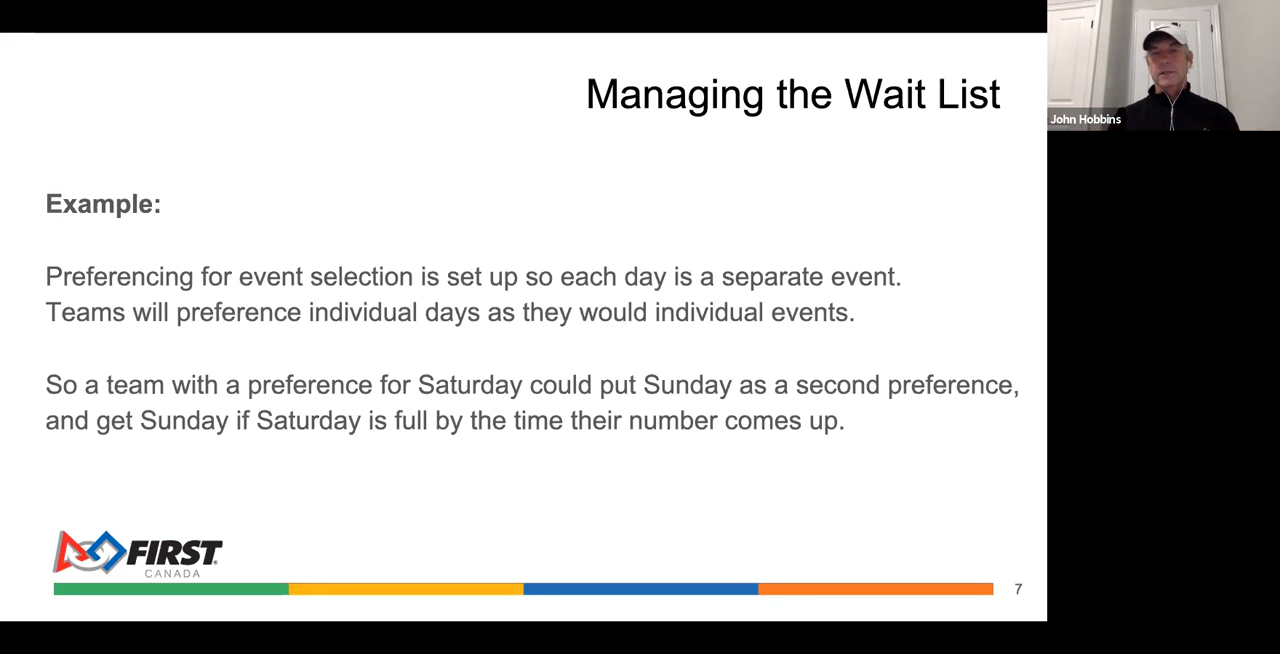 Managing the Wait List
John Hobbins
Example:
Preferencing for event selection is set up so each day is a separate event.
Teams will preference individual days as they would individual events.
So a team with a preference for Saturday could put Sunday as a second preference,
and get Sunday if Saturday is full by the time their number comes up.
FIRST
CANADA
7